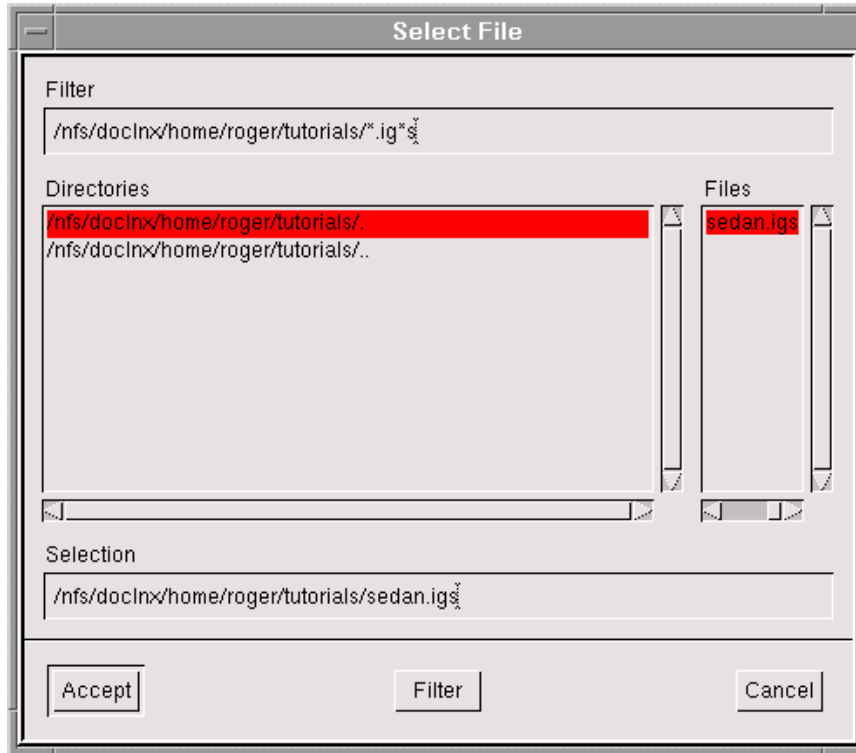 Select File
Filter
/nfs/doclnx/home/roger/tutorials/*.ig*s
Directories
Files
/nfs/doclnx/home/roger/tutorials/.
sedan.igs
/nfs/doclnx/home/roger/tutorials/..
Selection
/nfs/doclnx/home/roger/tutorials/sedan.igs
Accept
Filter
Cancel